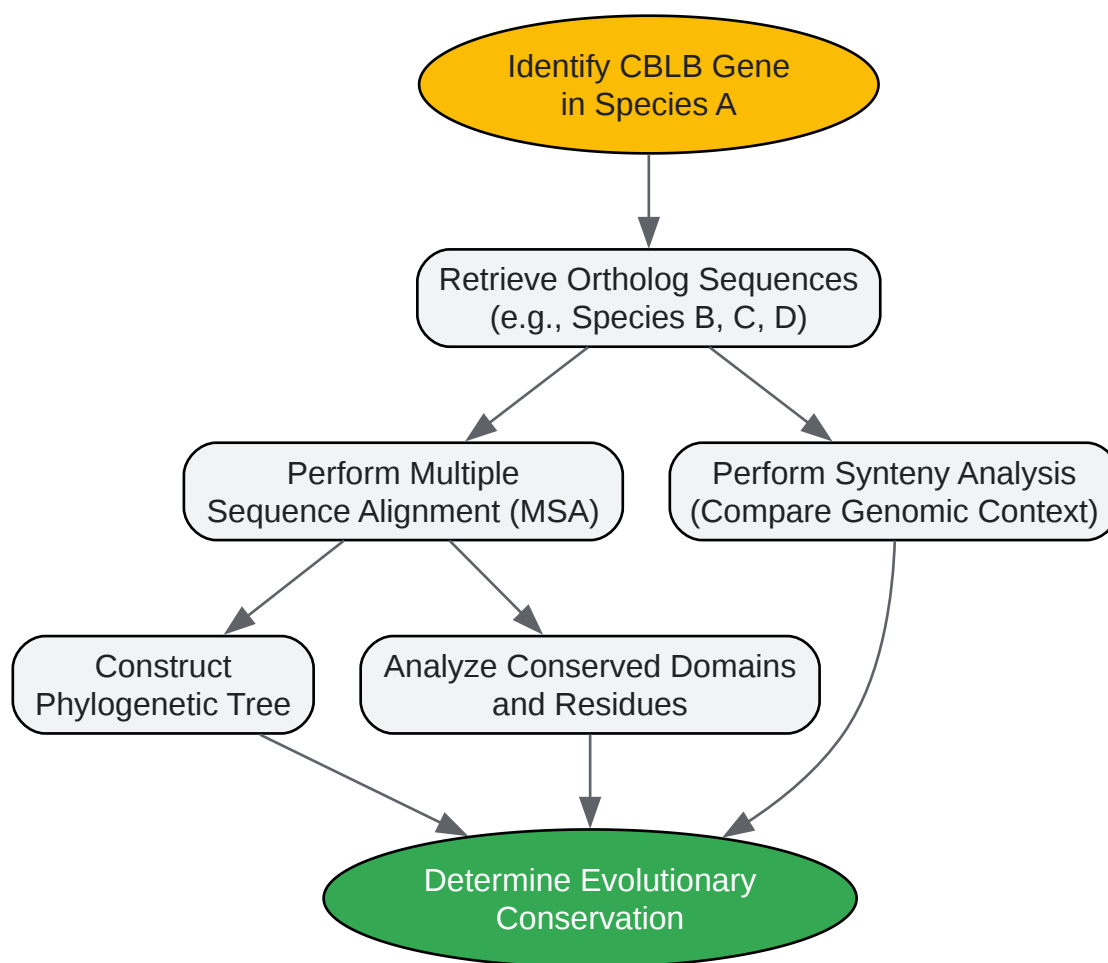 Identify CBLB Gene
in Species A
Retrieve Ortholog Sequences
(e.g., Species B, C, D)
Perform Multiple
Sequence Alignment (MSA)
Perform Synteny Analysis
(Compare Genomic Context)
Construct
Phylogenetic Tree
Analyze Conserved Domains
and Residues
Determine Evolutionary
Conservation